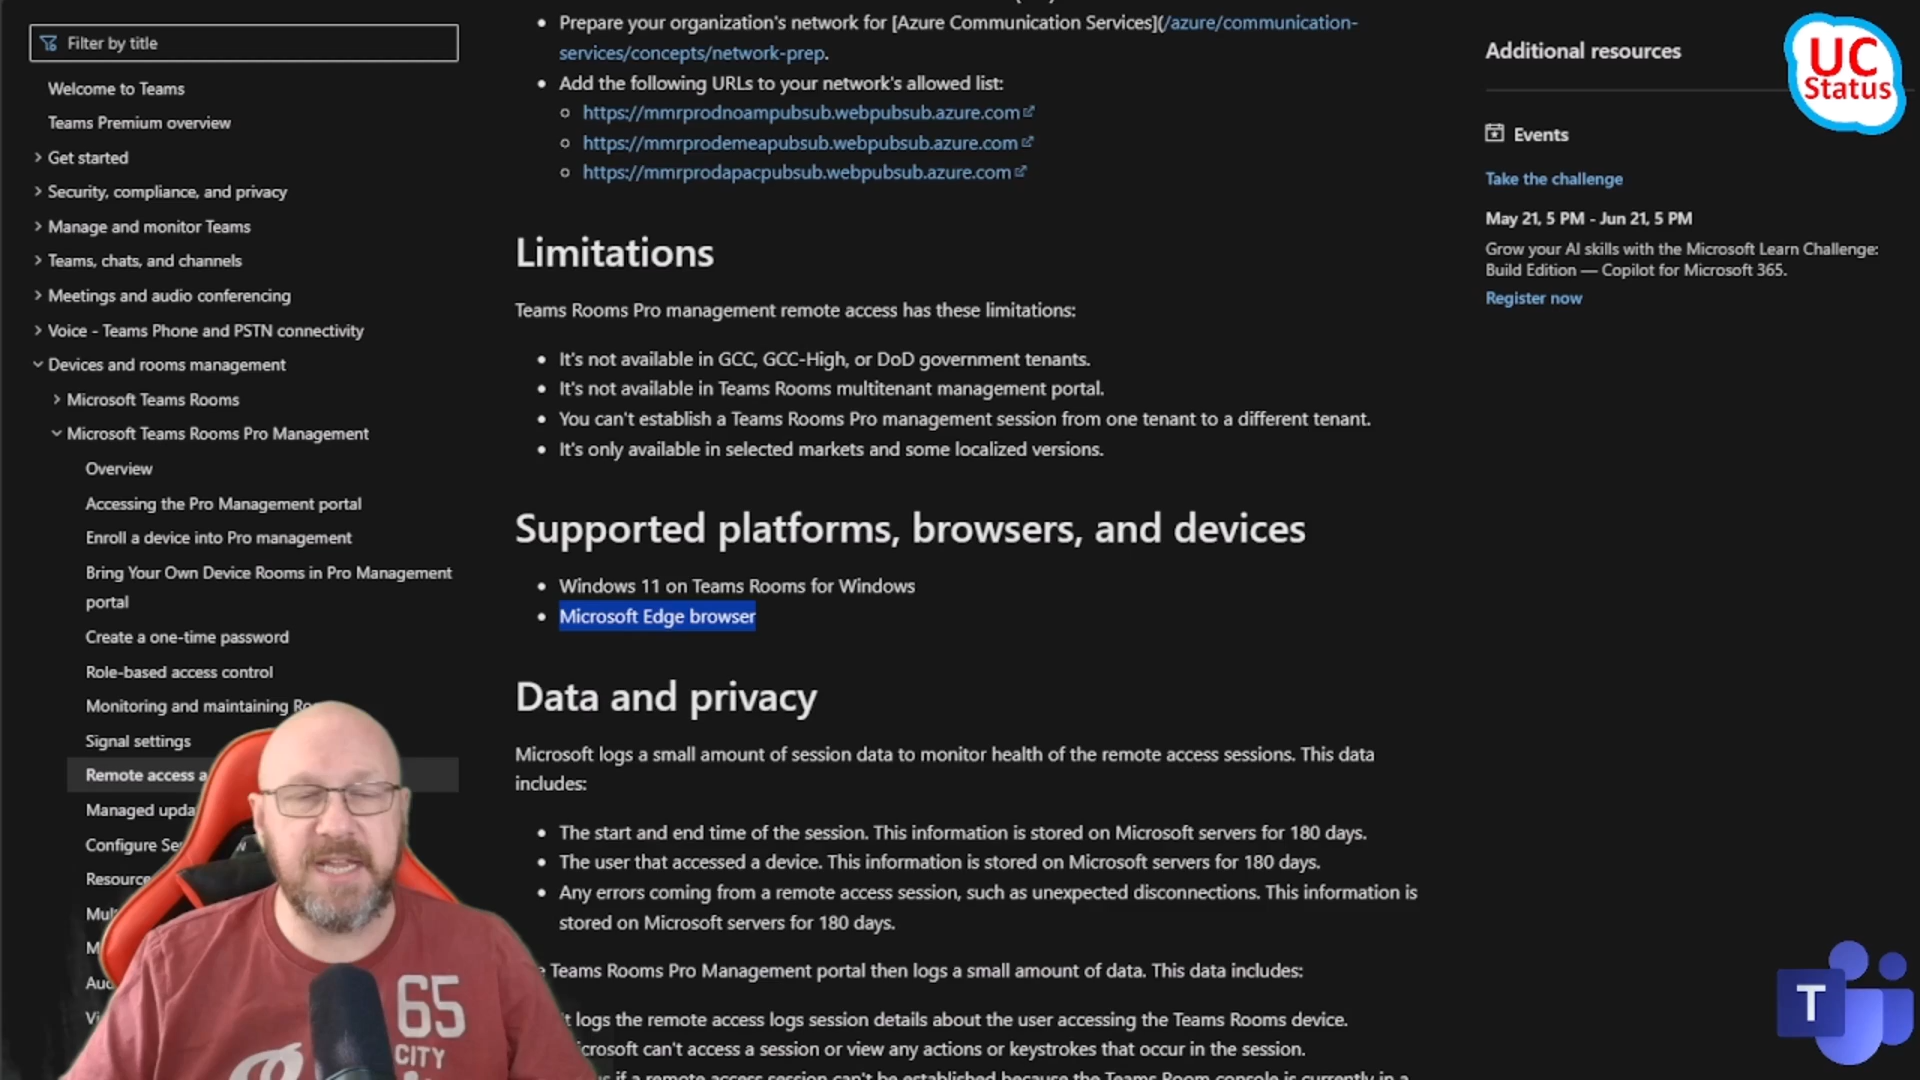 Filter by title
Welcome to Teams
Teams Premium overview
Get started
Security, compliance, and privacy
Manage and monitor Teams
Teams, chats, and channels
Meetings and audio conferencing
Voice - Teams Phone and PSTN connectivity
Devices and rooms management
Microsoft Teams Rooms
Microsoft Teams Rooms Pro Management
Overview
Accessing the Pro Management portal
Enroll a device into Pro management
Bring Your Own Device Rooms in Pro Management
portal
Create a one-time password
Role-based access control
Monitoring and maintaining
Signal settings
Remote access
Managed
Configure
• Prepare your organization's network for [Azure Communication Services](/azure/communication-
services/concepts/network-prep.
• Add the following URLs to your network's allowed list:
https://mmrprodnoampubsub.webpubsub.azure.com
https://mmrprodemeapubsub.webpubsub.azure.com
https://mmrprodapacpubsub.webpubsub.azure.com
Limitations
Teams Rooms Pro management remote access has these limitations:
• It's not available in GCC, GCC-High, or DoD government tenants.
• It's not available in Teams Rooms multitenant management portal.
• You can't establish a Teams Rooms Pro management session from one tenant to a different tenant.
• It's only available in selected markets and some localized versions.
Supported platforms, browsers, and devices
• Windows 11 on Teams Rooms for Windows
• Microsoft Edge browser
Data and privacy
Microsoft logs a small amount of session data to monitor health of the remote access sessions. This data
includes:
• The start and end time of the session. This information is stored on Microsoft servers for 180 days.
• The user that accessed a device. This information is stored on Microsoft servers for 180 days.
• Any errors coming from a remote access session, such as unexpected disconnections. This information is
stored on Microsoft servers for 180 days.
Teams Rooms Pro Management portal then logs a small amount of data. This data includes:
logs the remote access logs session details about the user accessing the Teams Rooms device.
can't access a session or view any actions or keystrokes that occur in the session.
if a remote access session can't be established because the Teams Room console is currently in a
Additional resources
Events
Take the challenge
May 21, 5 PM - Jun 21, 5 PM
Grow your AI skills with the Microsoft Learn Challenge:
Build Edition — Copilot for Microsoft 365.
Register now
UC
Status
65
CITY
T